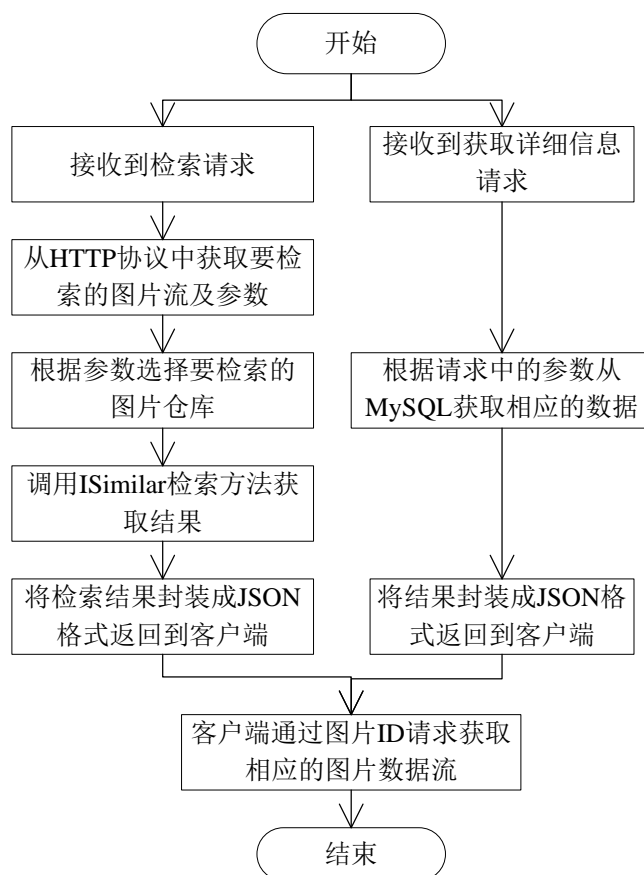 开始
接收到检索请求
接收到获取详细信息
请求
从HTTP协议中获取要检
索的图片流及参数
根据参数选择要检索的
图片仓库
根据请求中的参数从
MySQL获取相应的数据
调用ISimilar检索方法获
取结果
将检索结果封装成JSON
格式返回到客户端
将结果封装成JSON格
式返回到客户端
客户端通过图片ID请求获取
相应的图片数据流
结束